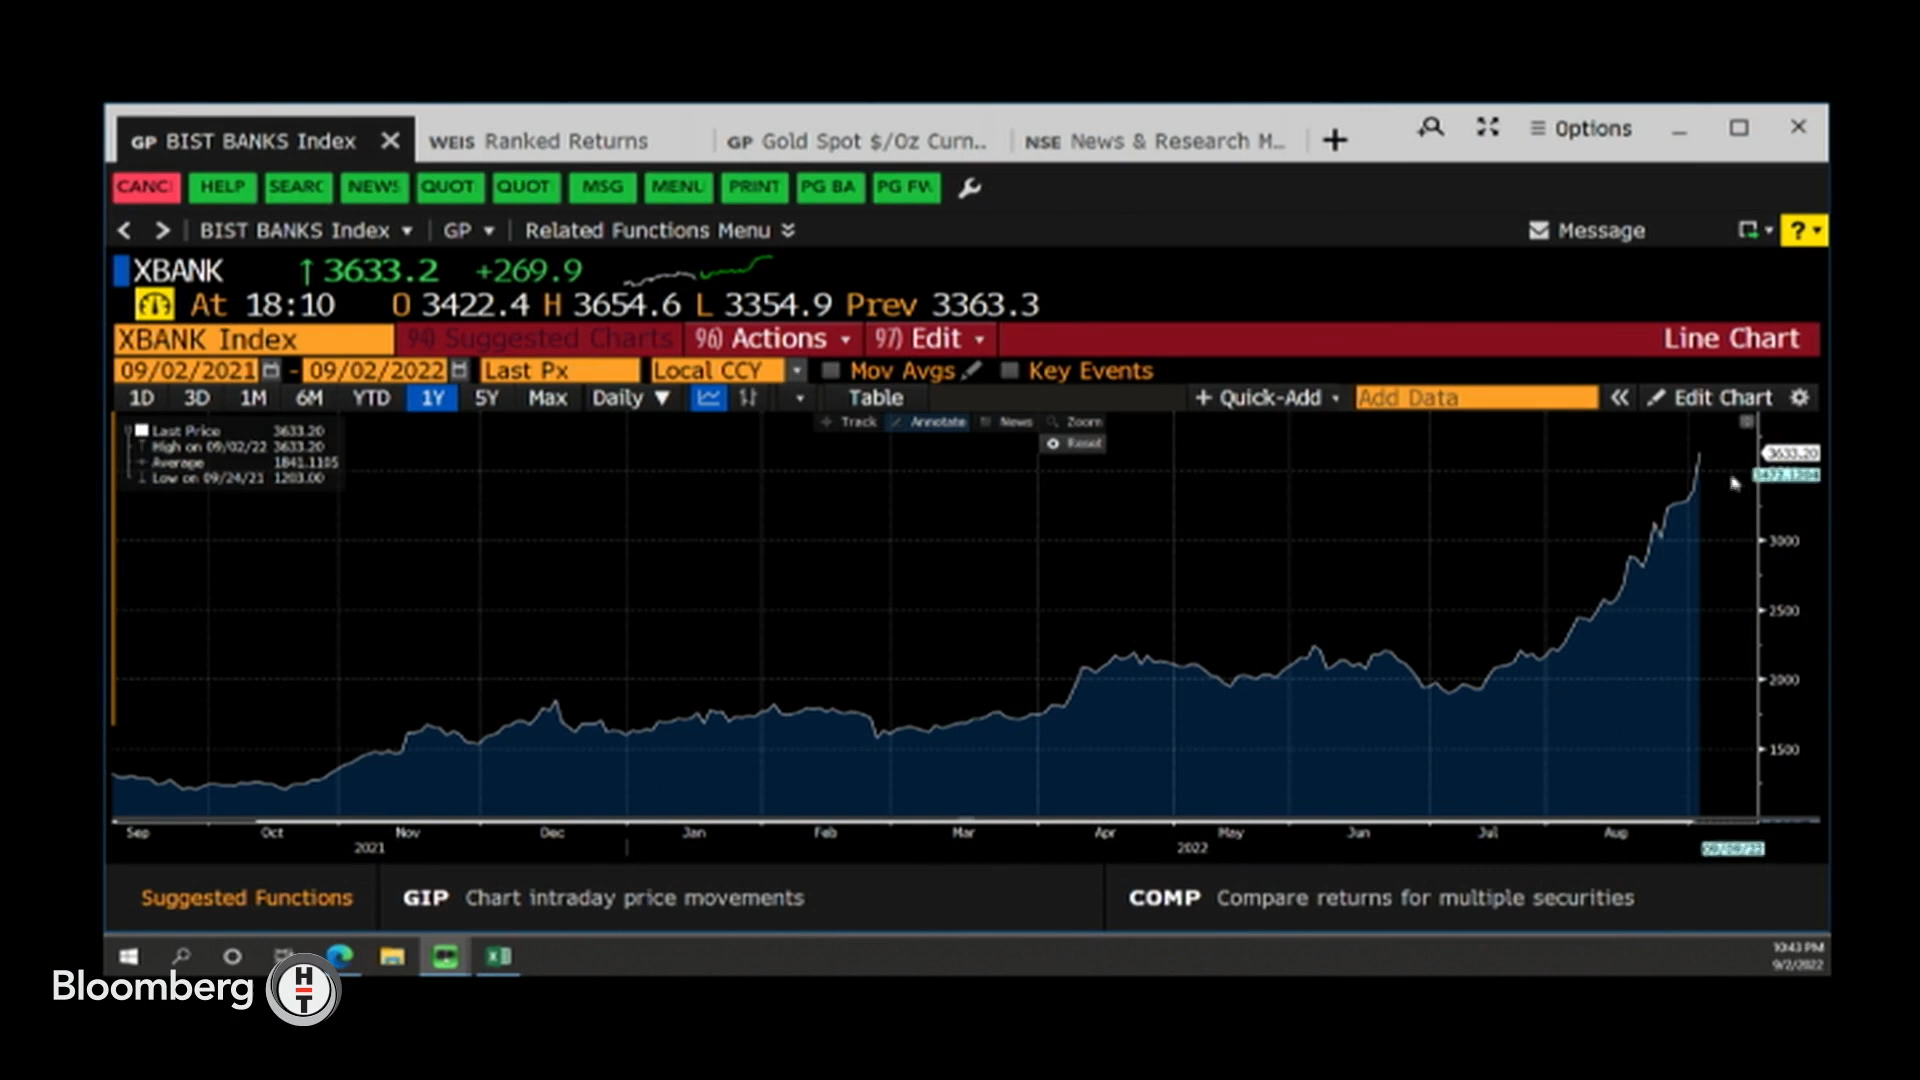 GP BIST BANKS Index ✕ WEIS Ranked Returns GP Gold Spot $/Oz Curn.. NSE News & Research M... + Options
CANC HELP SEARC NEWS QUOT QUOT MSG MENU PRINT PG BA PG FW
BIST BANKS Index GP Related Functions Menu Message ?
XBANK ↑ 3633.2 +269.9
At 18:10 O 3422.4 H 3654.6 L 3354.9 Prev 3363.3
XBANK Index 94) Suggested Charts 96) Actions 97) Edit Line Chart
09/02/2021 - 09/02/2022 Last Px Local CCY Mov Avgs Key Events
1D 3D 1M 6M YTD 1Y 5Y Max Daily ▼ Table + Quick-Add Add Data « Edit Chart
Track Annotate News Zoom
Reset
Last Price 3633.20
High on 09/02/22 3633.20
Average 1841.1105
Low on 09/24/21 1203.00
3633.20
3000
2500
2000
1500
Sep Oct Nov Dec Jan Feb Mar Apr May Jun Jul Aug
2021 2022
Suggested Functions GIP Chart intraday price movements COMP Compare returns for multiple securities
10:43 PM
9/2/2022
Bloomberg HT